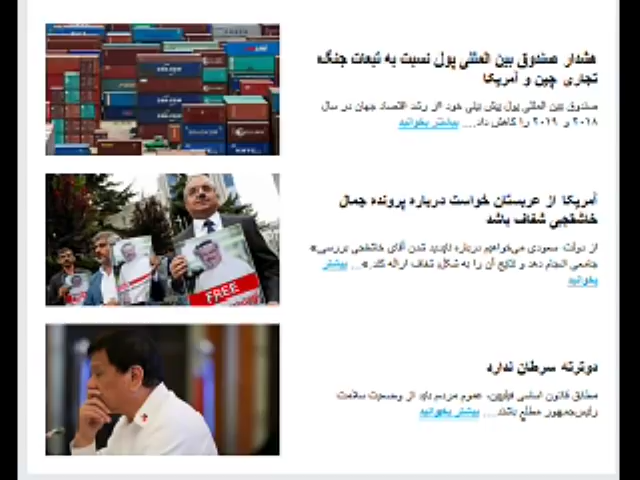 هشدار صندوق بین المللی پول نسبت به تبعات جنگ
تجاری چین و آمریکا
صندوق بین المللی پول پیش بینی خود از رشد اقتصاد جهان در سال
۲۰۱۸ و ۲۰۱۹ را کاهش داد.... بیشتر بخوانید
آمریکا از عربستان خواست درباره پرونده جمال
خاشقجی شفاف باشد
از دولت سعودی می‌خواهیم درباره ناپدید شدن آقای خاشقجی بررسی»
جامعی انجام دهد و نتایج آن را به شکل شفاف ارائه کند.»... بیشتر
بخوانید
FREE
دوترته سرطان ندارد
مطابق قانون اساسی فیلیپین، عموم مردم باید از وضعیت سلامت
رئیس‌جمهور مطلع باشند.... بیشتر بخوانید